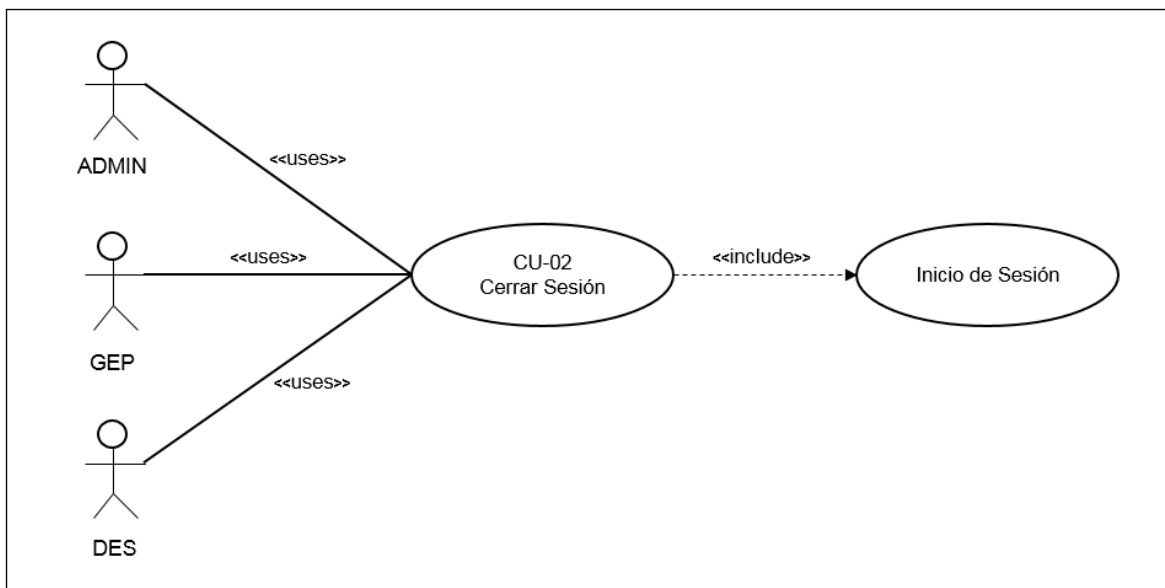 ADMIN
<<uses>>
GEP
<<uses>>
DES
<<uses>>
CU-02
Cerrar Sesión
<<include>>
Inicio de Sesión